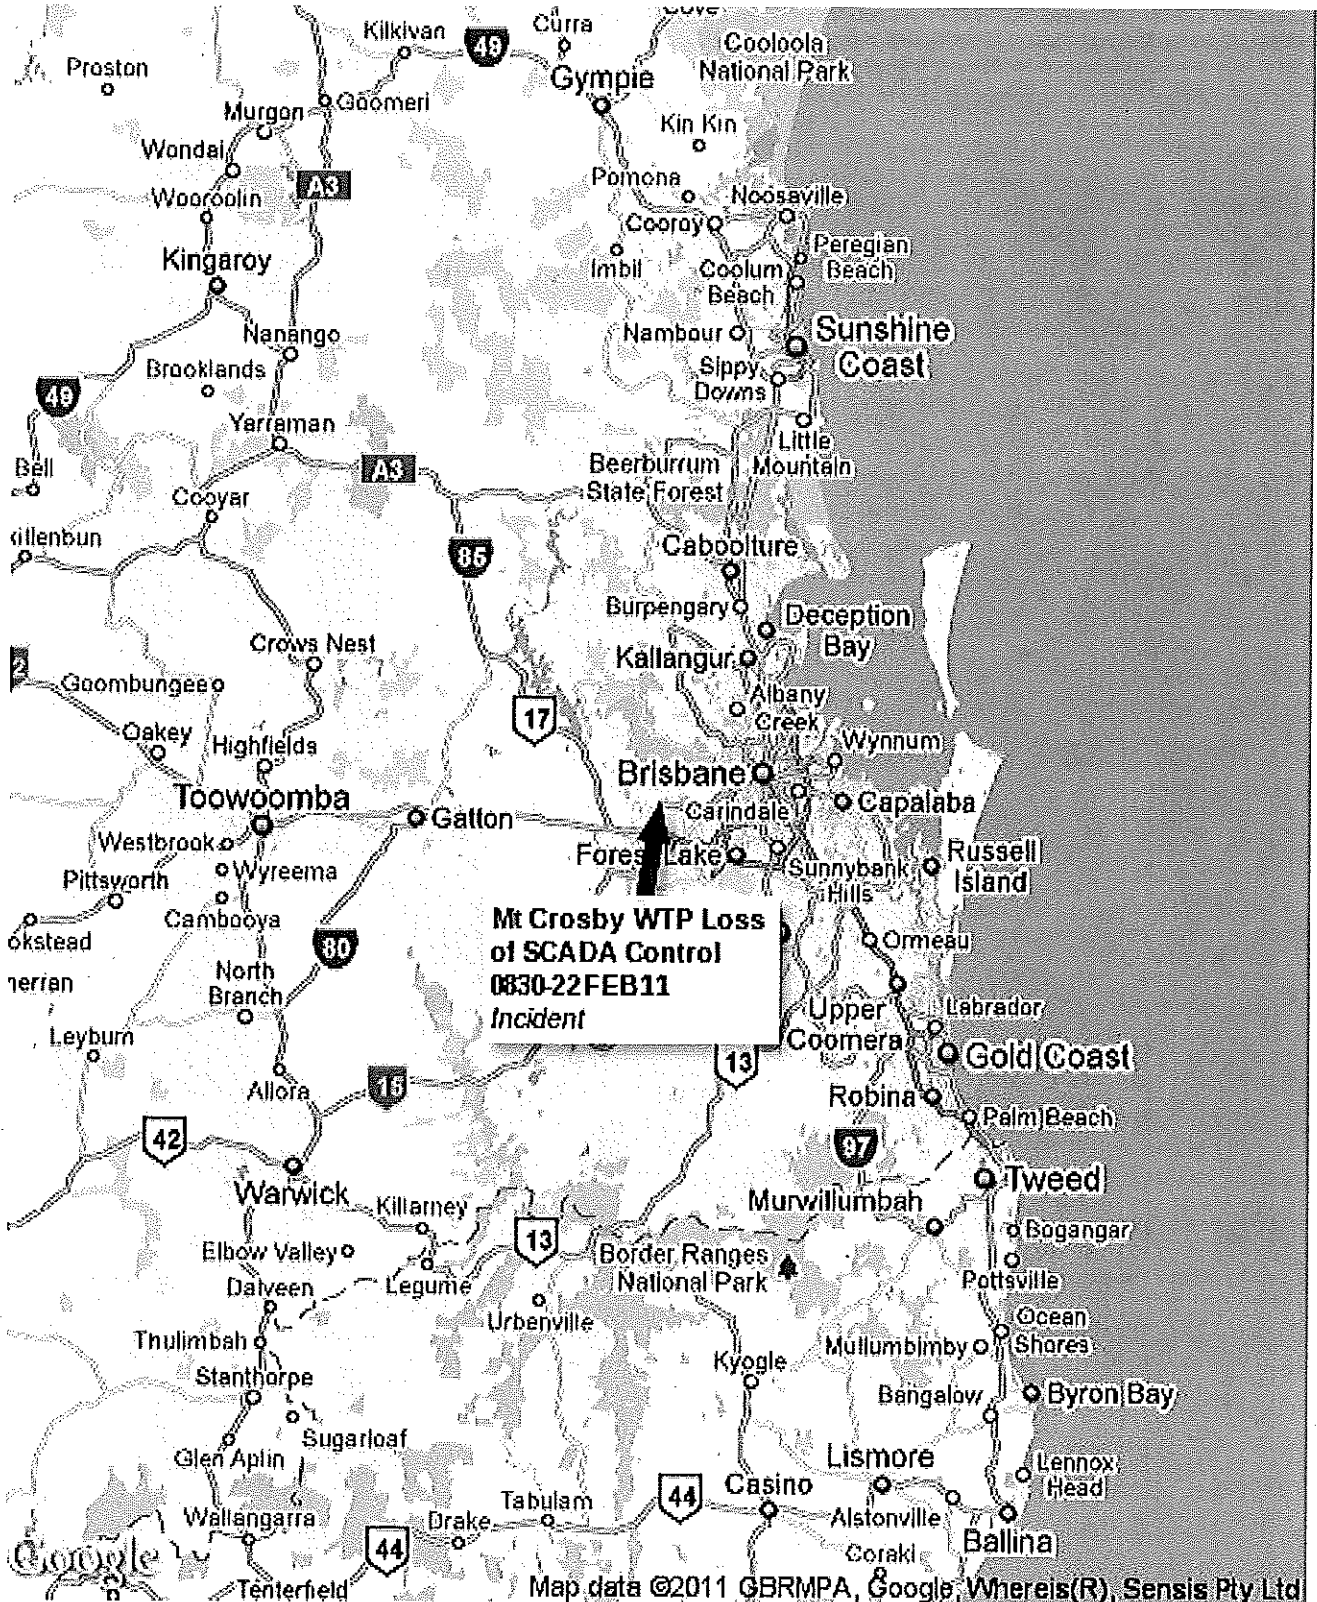 Cove
Curra
Kilkivan
49
Cooloola
National Park
Proston
Gympie
Goomeri
Murgon
Kin Kin
Wondai
A3
Pomona
Noosaville
Wooroolin
Cooroy
Peregian
Beach
Kingaroy
Imbil
Coolum
Beach
Nanango
Nambour
Sunshine
Coast
Brooklands
Sippy
Downs
49
Yarraman
Little
Mountain
Bell
A3
Beerburrum
State Forest
Cooyar
killenbun
85
Caboolture
Burpengary
Deception
Bay
Crows Nest
Kallangur
2
Goombungee
Albany
Creek
17
Oakey
Highfields
Wynnum
Brisbane
Toowoomba
Gatton
Carindale
Capalaba
Westbrook
Forest Lake
Sunnybank
Hills
Russell
Island
Wyreema
Pittsworth
Cambooya
Mt Crosby WTP Loss
of SCADA Control
0830-22FEB11
Incident
okstead
80
Ormeau
nerran
North
Branch
Upper
Coomera
Labrador
Leyburn
Gold Coast
13
Allora
15
Robina
Palm Beach
42
97
Warwick
Tweed
Killarney
Murwillumbah
13
Bogangar
Elbow Valley
Border Ranges
National Park
Legume
Pottsville
Dalveen
Urbenville
Ocean
Shores
Thulimbah
Mullumbimby
Stanthorpe
Kyogle
Bangalow
Byron Bay
Sugarloaf
Glen Aplin
Lismore
Lennox
Head
44
Casino
Tabulam
Wallangarra
Drake
Alstonville
Ballina
Google
44
Coraki
Tenterfield
Map data ©2011 GBRMPA, Google, Whereis(R), Sensis Pty Ltd